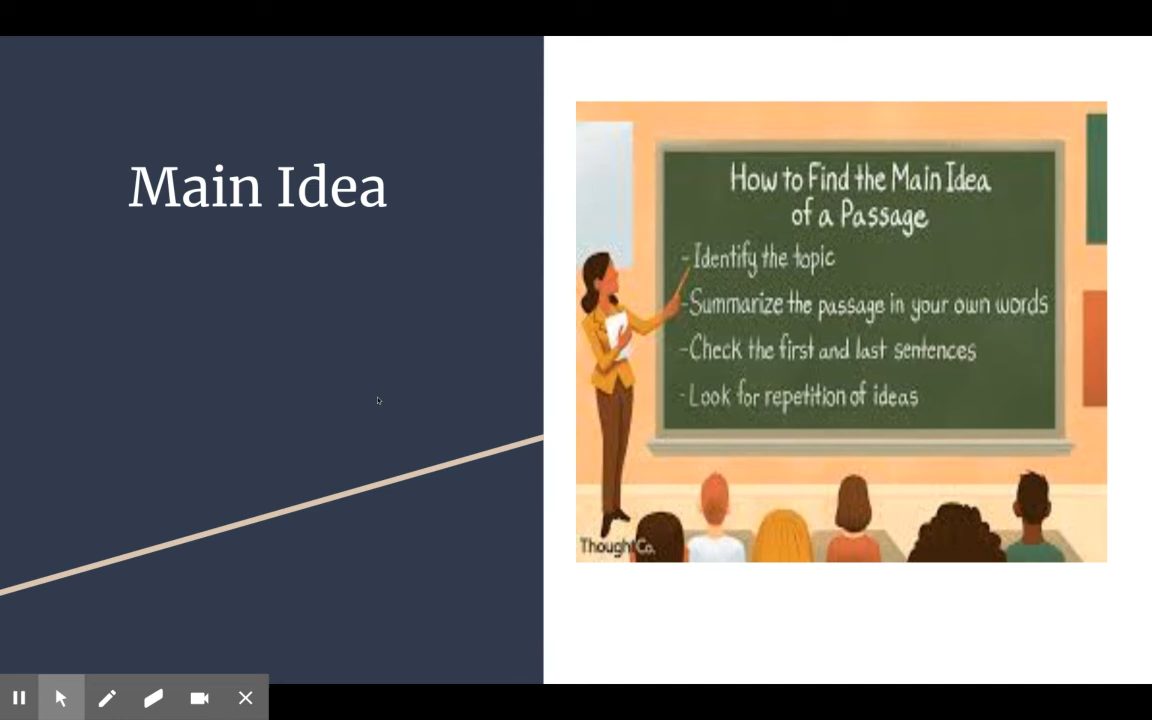 Main Idea
How to Find the Main Idea
of a Passage
- Identify the topic
- Summarize the passage in your own words
- Check the first and last sentences
- Look for repetition of ideas
ThoughtCo.